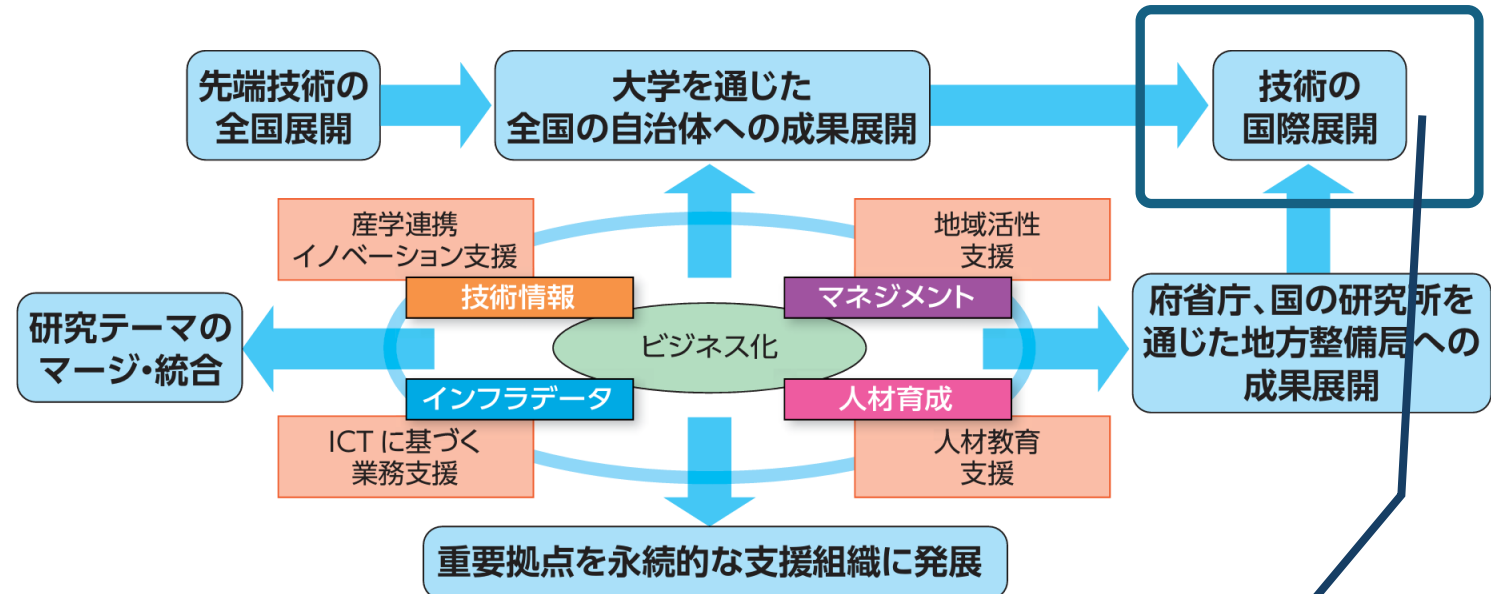 先端技術の
全国展開
大学を通じた
全国の自治体への成果展開
技術の
国際展開
産学連携
イノベーション支援
地域活性
支援
技術情報
マネジメント
研究テーマの
マージ・統合
ビジネス化
府省庁、国の研究所を
通じた地方整備局への
成果展開
インフラデータ
人材育成
ICTに基づく
業務支援
人材教育
支援
重要拠点を永続的な支援組織に発展